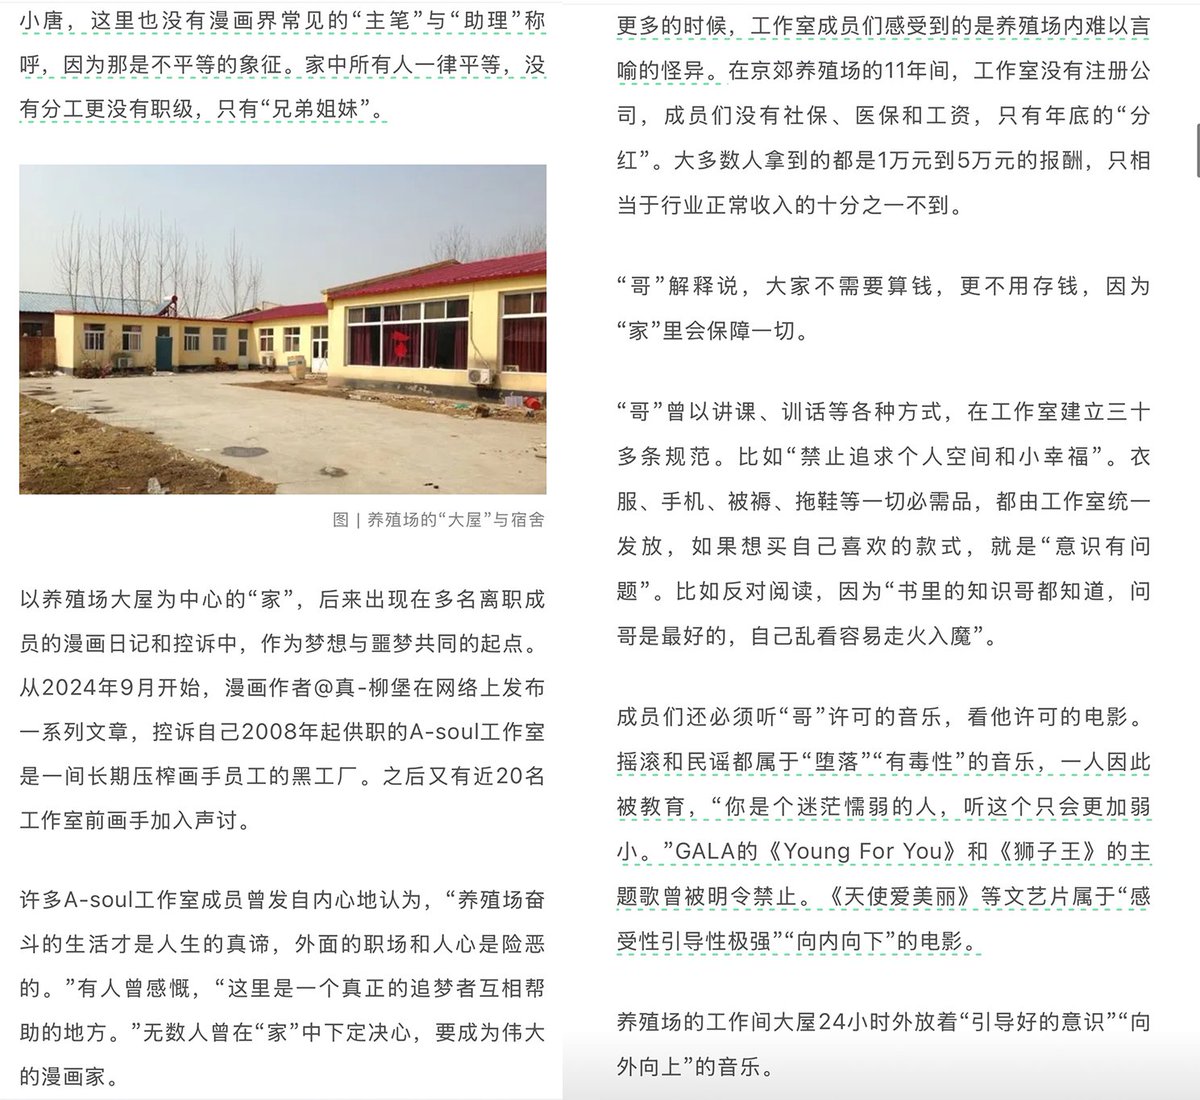 小唐，这里也没有漫画界常见的“主笔”与“助理”称
呼，因为那是不平等的象征。家中所有人一律平等，没
有分工更没有职级，只有“兄弟姐妹”。
图 | 养殖场的“大屋”与宿舍
以养殖场大屋为中心的“家”，后来出现在多名离职成
员的漫画日记和控诉中，作为梦想与噩梦共同的起点。
从2024年9月开始，漫画作者@真-柳堡在网络上发布
一系列文章，控诉自己2008年起供职的A-soul工作室
是一间长期压榨画手员工的黑工厂。之后又有近20名
工作室前画手加入声讨。
许多A-soul工作室成员曾发自内心地认为，“养殖场奋
斗的生活才是人生的真谛，外面的职场和人心是险恶
的。”有人曾感慨，“这里是一个真正的追梦者互相帮
助的地方。”无数人曾在“家”中下定决心，要成为伟大
的漫画家。
更多的时候，工作室成员们感受到的是养殖场内难以言
喻的怪异。在京郊养殖场的11年间，工作室没有注册公
司，成员们没有社保、医保和工资，只有年底的“分
红”。大多数人拿到的都是1万元到5万元的报酬，只相
当于行业正常收入的十分之一不到。
“哥”解释说，大家不需要算钱，更不用存钱，因为
“家”里会保障一切。
“哥”曾以讲课、训话等各种方式，在工作室建立三十
多条规范。比如“禁止追求个人空间和小幸福”。衣
服、手机、被褥、拖鞋等一切必需品，都由工作室统一
发放，如果想买自己喜欢的款式，就是“意识有问
题”。比如反对阅读，因为“书里的知识哥都知道，问
哥是最好的，自己乱看容易走火入魔”。
成员们还必须听“哥”许可的音乐，看他许可的电影。
摇滚和民谣都属于“堕落”“有毒性”的音乐，一人因此
被教育，“你是个迷茫懦弱的人，听这个只会更加弱
小。”GALA的《Young For You》和《狮子王》的主
题歌曾被明令禁止。《天使爱美丽》等文艺片属于“感
受性引导性极强”“向内向下”的电影。
养殖场的工作间大屋24小时外放着“引导好的意识”“向
外向上”的音乐。